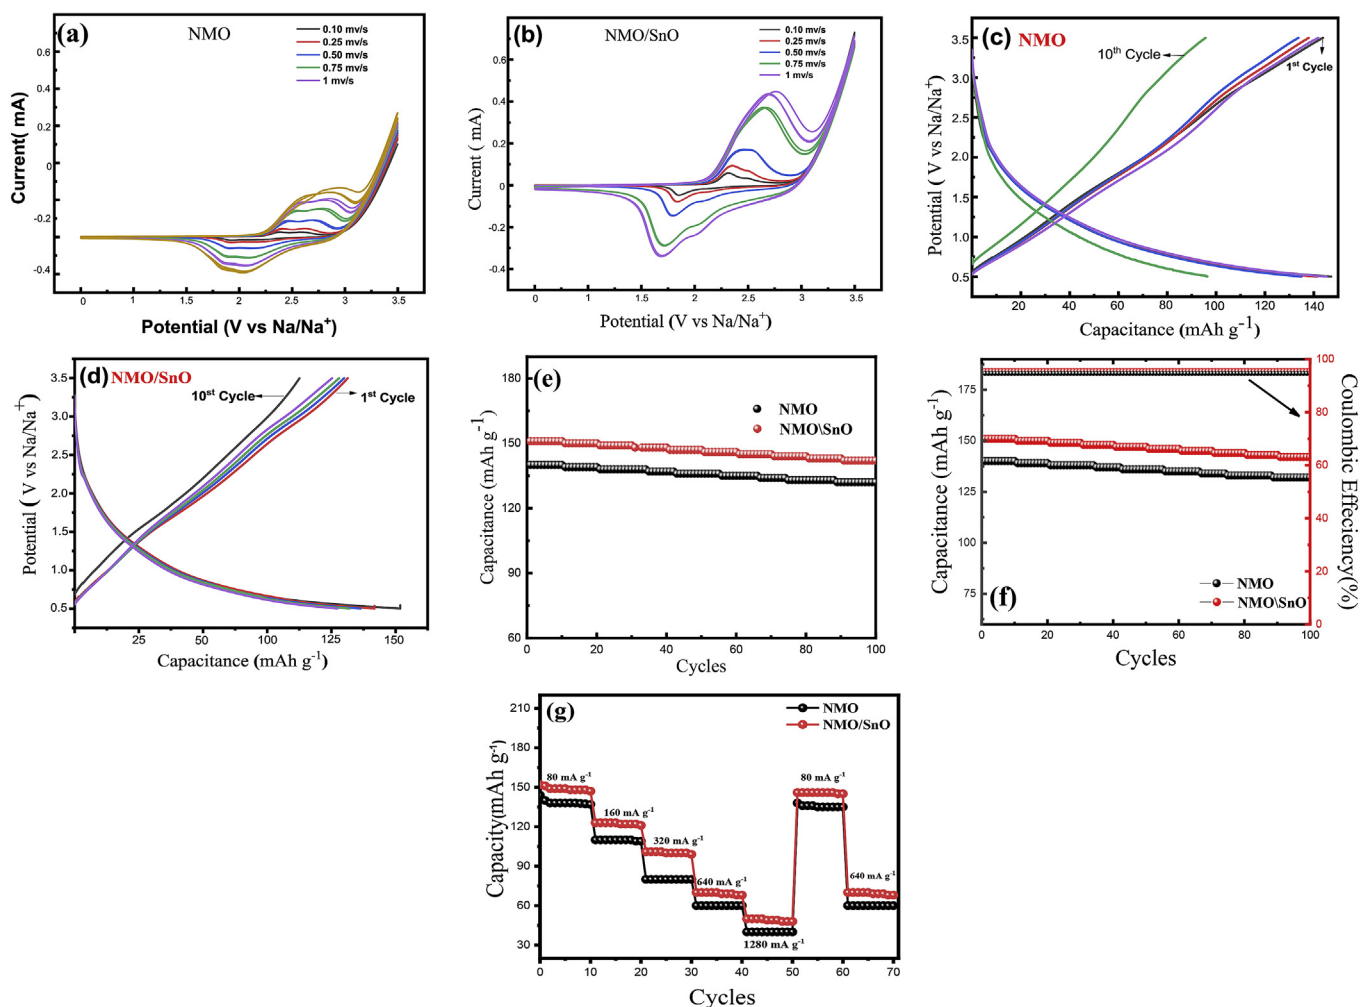 (a)
NMO
0.10 mv/s
0.25 mv/s
0.50 mv/s
0.75 mv/s
1 mv/s
0.6
0.4
0.2
0
-0.2
-0.4
Current( mA)
0
1
1.5
2
2.5
3
3.5
Potential (V vs Na/Na+)
(b)
NMO/SnO
0.10 mv/s
0.25 mv/s
0.50 mv/s
0.75 mv/s
1 mv/s
0.6
0.4
0.2
0
-0.2
-0.4
Current ( mA)
0
1
1.5
2
2.5
3
3.5
Potential (V vs Na/Na+)
(c) NMO
10th Cycle
1st Cycle
3.5
3.0
2.5
2.0
1.5
1.0
0.5
Potential ( V vs Na/Na+)
20
40
60
80
100
120
140
Capacitance (mAh g-1)
(d) NMO/SnO
10st Cycle
1st Cycle
3.5
3.0
2.5
2.0
1.5
1.0
0.5
Potential ( V vs Na/Na+)
25
50
100
125
152
Capacitance (mAh g-1)
(e)
NMO
NMO\SnO
180
150
130
90
60
Capacitance (mAh g-1)
0
20
40
60
80
100
Cycles
175
150
125
100
75
Capacitance (mAh g-1)
100
80
60
40
20
0
Coulombic Effeciency(%)
NMO
NMO\SnO
(f)
0
20
40
60
80
100
Cycles
(g)
NMO
NMO/SnO
210
180
150
120
90
60
30
Capacity(mAh g-1)
80 mA g-1
160 mA g-1
320 mA g-1
640 mA g-1
1280 mA g-1
80 mA g-1
640 mA g-1
0
10
20
30
40
50
60
70
Cycles